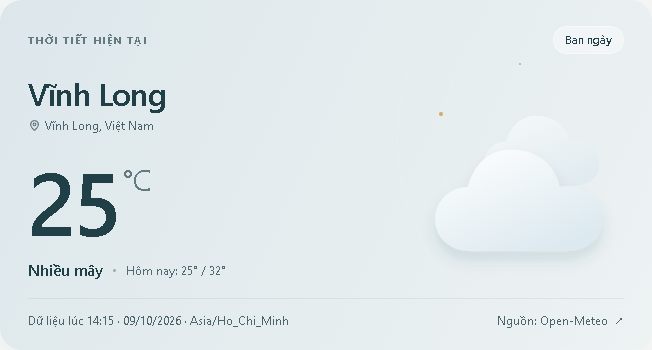 THỜI TIẾT HIỆN TẠI
Ban ngày
Vĩnh Long
Vĩnh Long, Việt Nam
25°C
Nhiều mây • Hôm nay: 25° / 32°
Dữ liệu lúc 14:15 · 09/10/2026 · Asia/Ho_Chi_Minh
Nguồn: Open-Meteo ↗